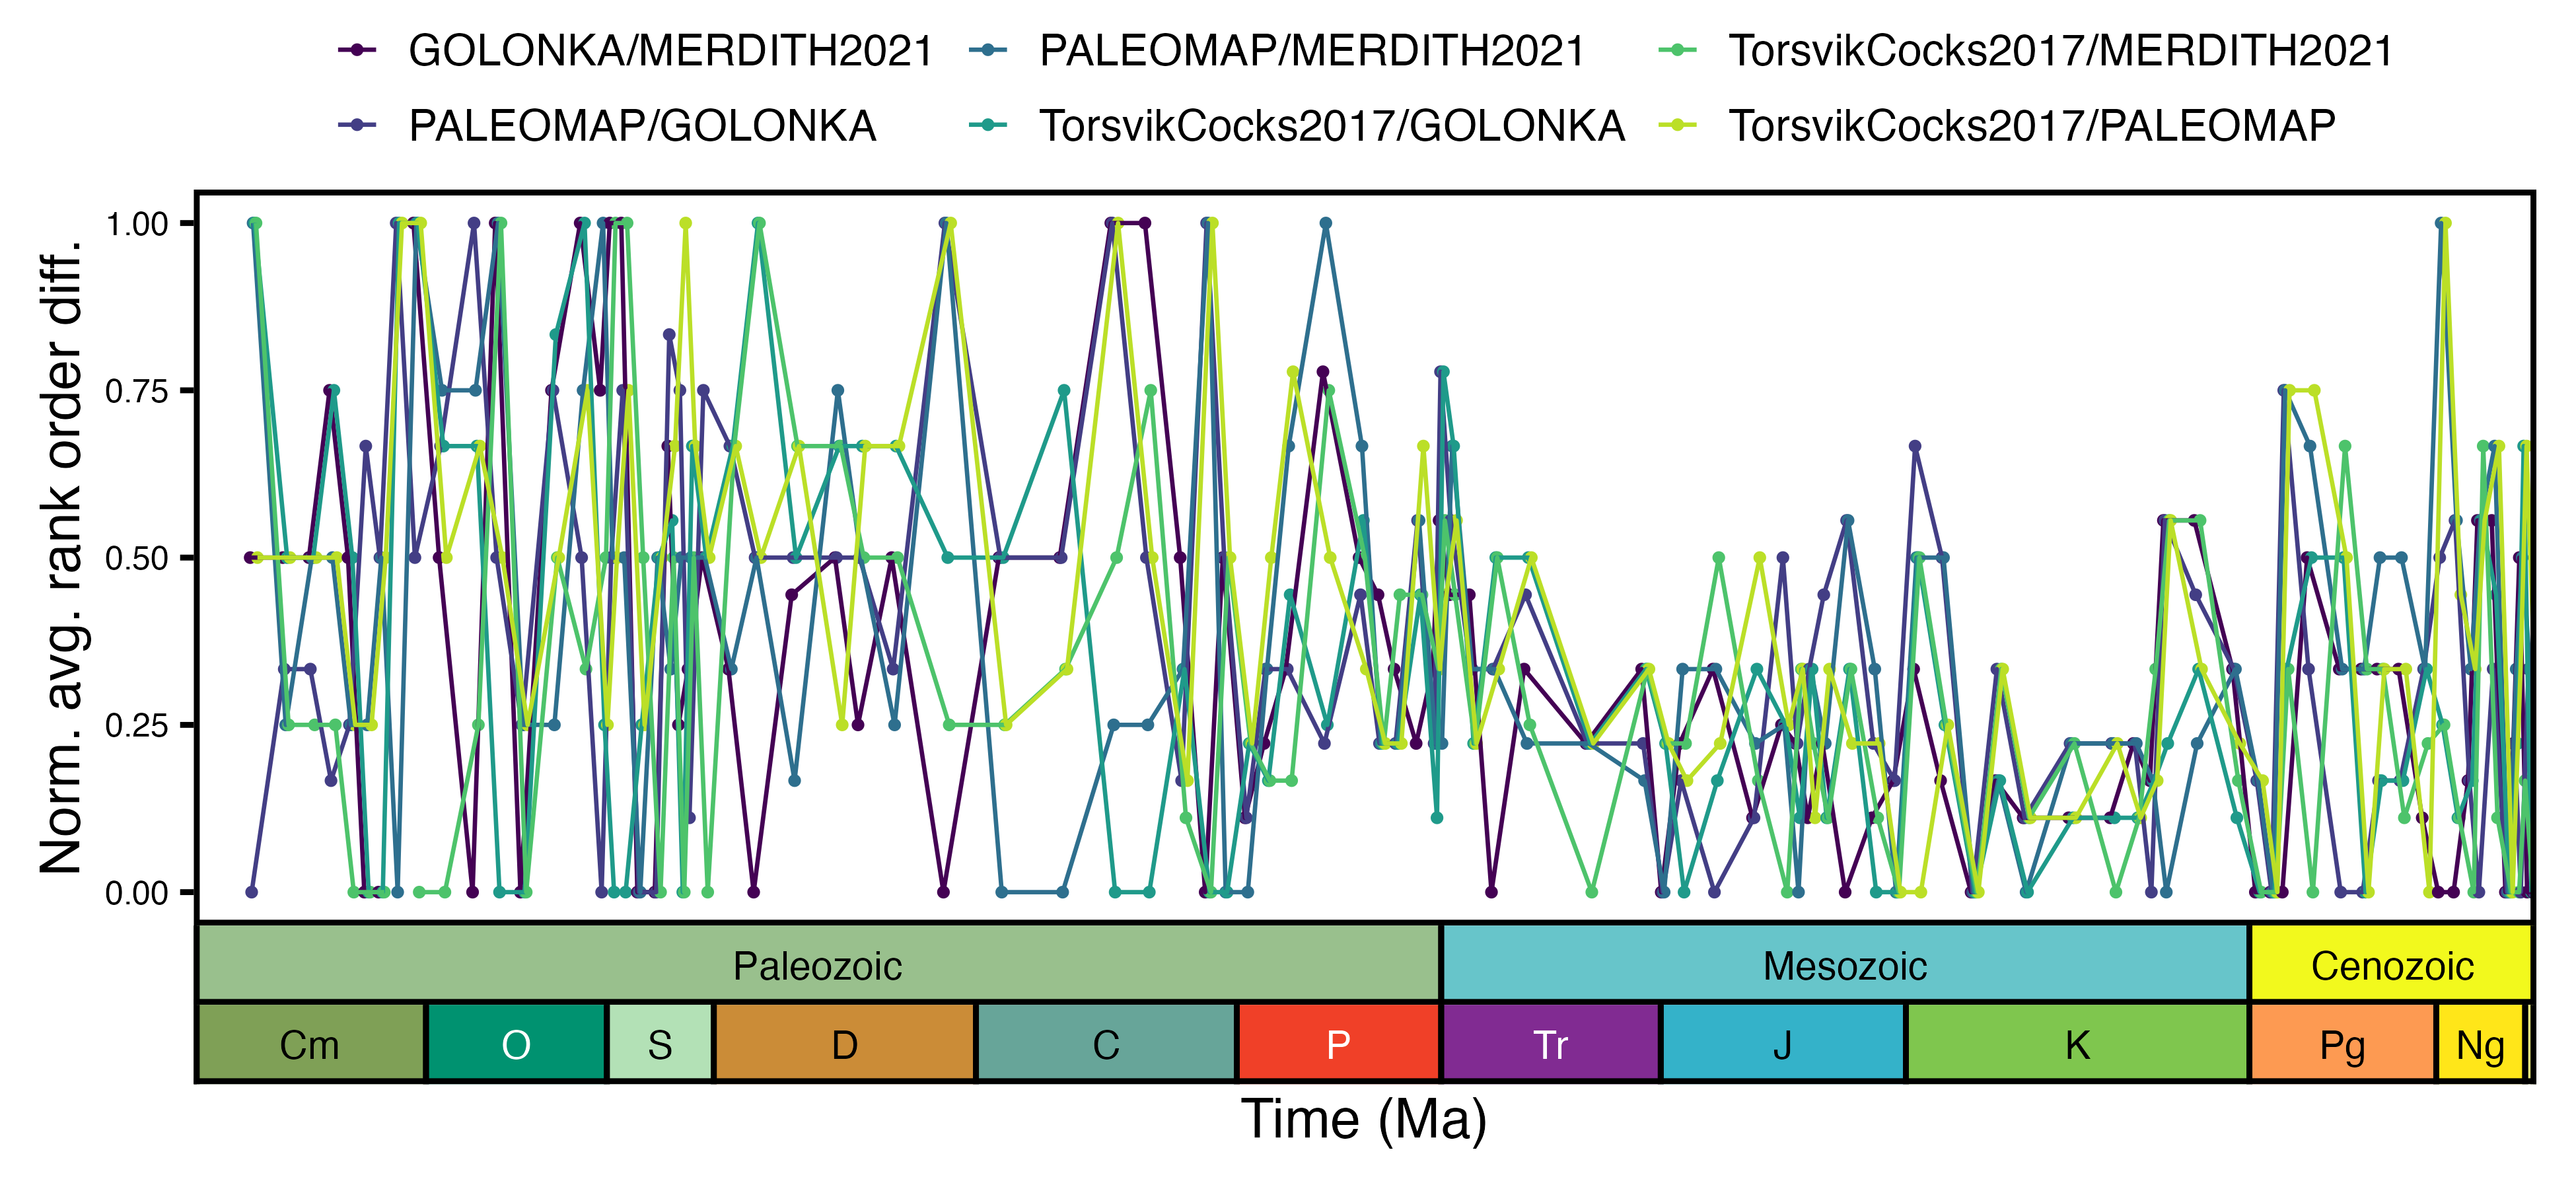 GOLONKA/MERDITH2021 PALEOMAP/MERDITH2021 TorsvikCocks2017/MERDITH2021
PALEOMAP/GOLONKA TorsvikCocks2017/GOLONKA TorsvikCocks2017/PALEOMAP
Norm. avg. rank order diff.
1.00
0.75
0.50
0.25
0.00
Paleozoic Mesozoic Cenozoic
Cm O S D C P Tr J K Pg Ng
Time (Ma)